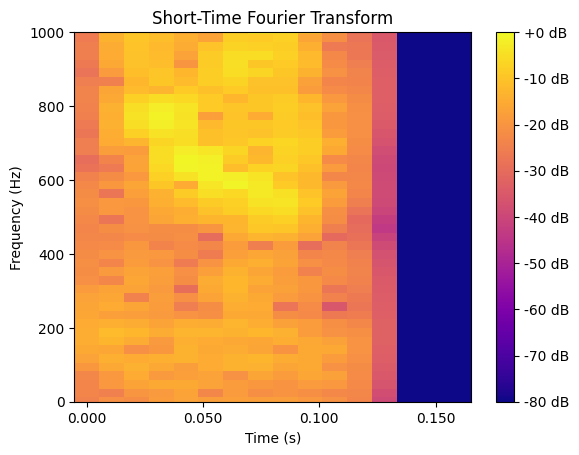 Short-Time Fourier Transform
Frequency (Hz)
1000
800
600
400
200
0
0.000
0.050
0.100
0.150
Time (s)
+0 dB
-10 dB
-20 dB
-30 dB
-40 dB
-50 dB
-60 dB
-70 dB
-80 dB